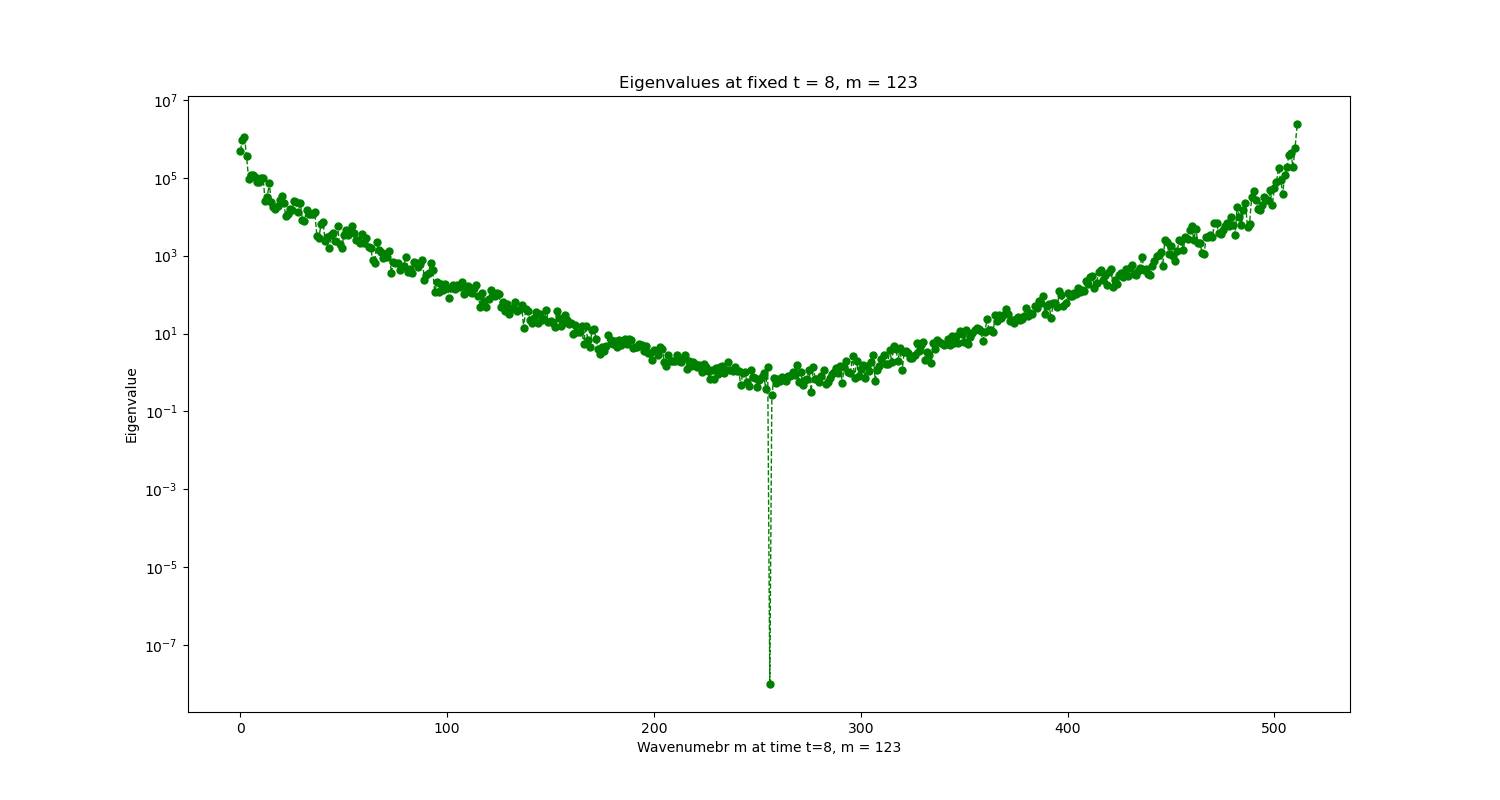 Eigenvalues at fixed t = 8, m = 123
10⁷
10⁵
10³
10¹
10⁻¹
10⁻³
10⁻⁵
10⁻⁷
Eigenvalue
0 100 200 300 400 500
Wavenumebr m at time t=8, m = 123